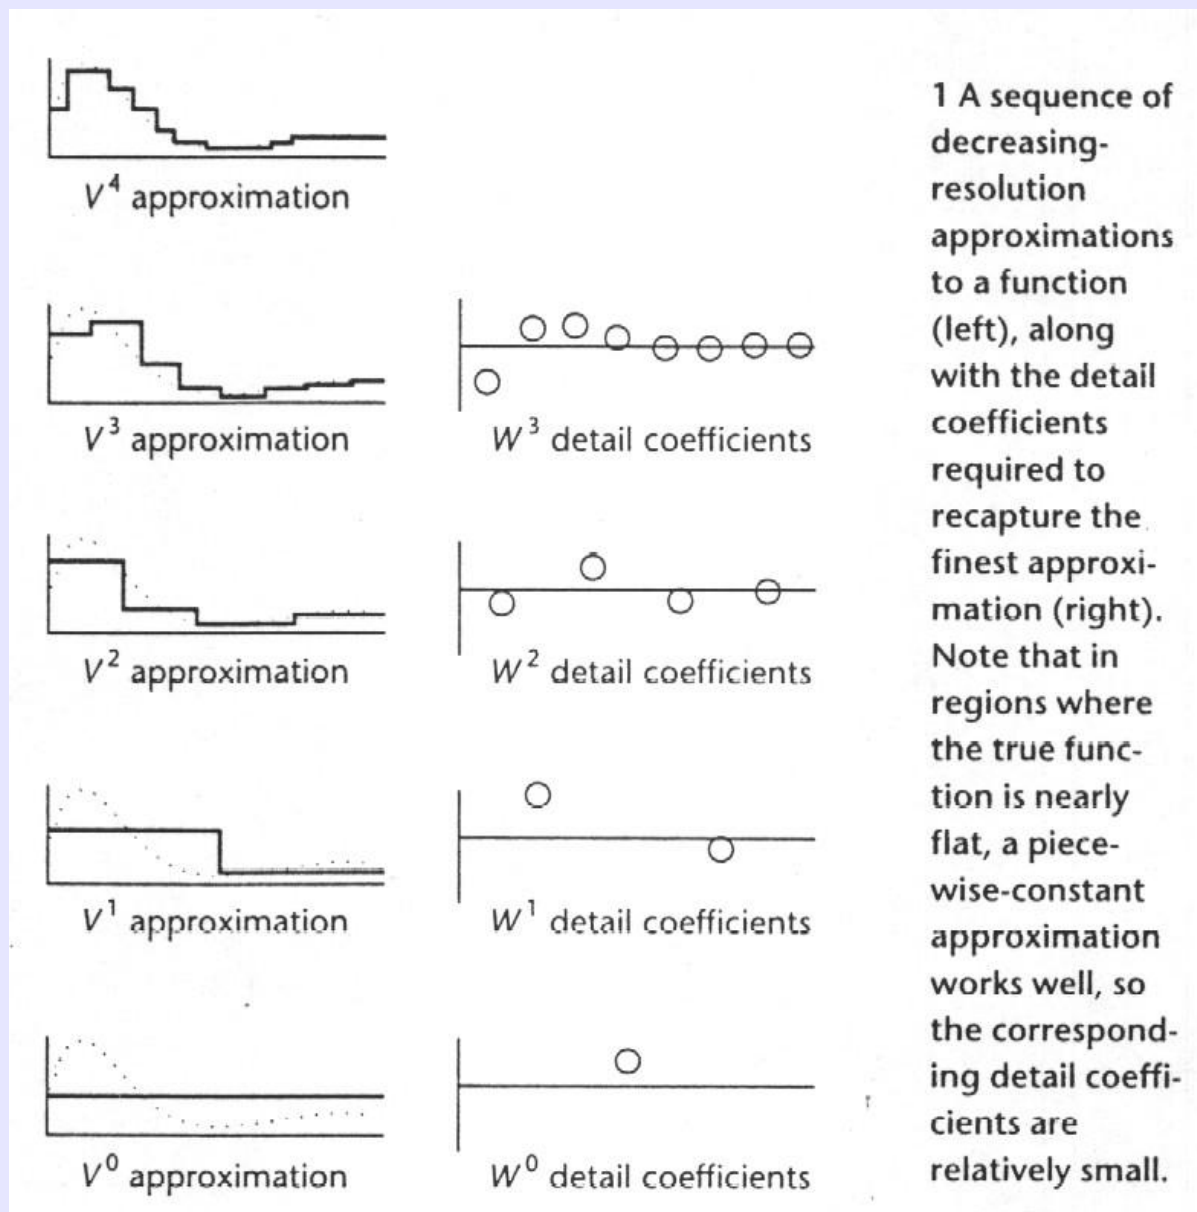 V⁴ approximation
V³ approximation
W³ detail coefficients
V² approximation
W² detail coefficients
V¹ approximation
W¹ detail coefficients
V⁰ approximation
W⁰ detail coefficients
1 A sequence of
decreasing-
resolution
approximations
to a function
(left), along
with the detail
coefficients
required to
recapture the
finest approxi-
mation (right).
Note that in
regions where
the true func-
tion is nearly
flat, a piece-
wise-constant
approximation
works well, so
the correspond-
ing detail coeffi-
cients are
relatively small.